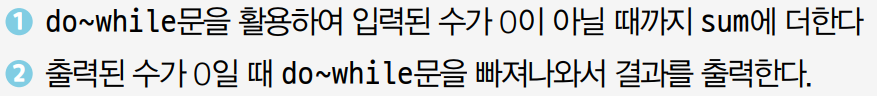 ❶ do~while문을 활용하여 입력된 수가 0이 아닐 때까지 sum에 더한다
❷ 출력된 수가 0일 때 do~while문을 빠져나와서 결과를 출력한다.